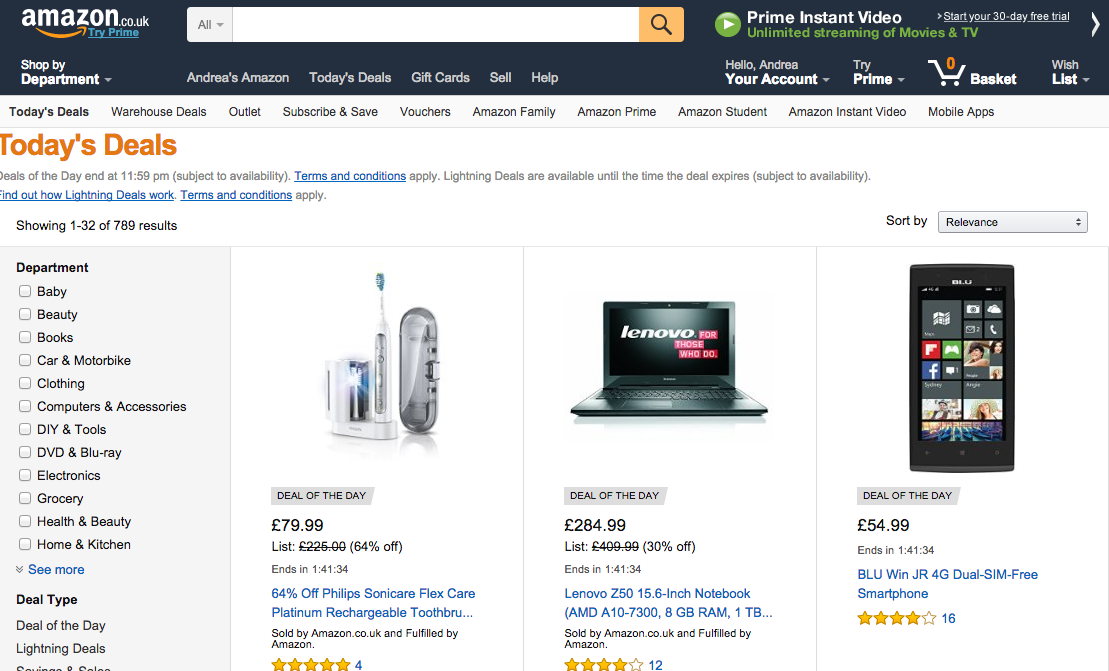 amazon.co.uk
Try Prime
All
Prime Instant Video
Unlimited streaming of Movies & TV
Start your 30-day free trial
Shop by
Department
Andrea's Amazon
Today's Deals
Gift Cards
Sell
Help
Hello, Andrea
Your Account
Try
Prime
0
Basket
Wish
List
Today's Deals
Warehouse Deals
Outlet
Subscribe & Save
Vouchers
Amazon Family
Amazon Prime
Amazon Student
Amazon Instant Video
Mobile Apps
Today's Deals
Deals of the Day end at 11:59 pm (subject to availability). Terms and conditions apply. Lightning Deals are available until the time the deal expires (subject to availability).
Find out how Lightning Deals work. Terms and conditions apply.
Showing 1-32 of 789 results
Sort by
Relevance
Department
Baby
Beauty
Books
Car & Motorbike
Clothing
Computers & Accessories
DIY & Tools
DVD & Blu-ray
Electronics
Grocery
Health & Beauty
Home & Kitchen
See more
Deal Type
Deal of the Day
Lightning Deals
Savings & Sales
DEAL OF THE DAY
£79.99
List: £225.00 (64% off)
Ends in 1:41:34
64% Off Philips Sonicare Flex Care
Platinum Rechargeable Toothbru...
Sold by Amazon.co.uk and Fulfilled by
Amazon.
4
lenovo FOR
THOSE
WHO DO.
DEAL OF THE DAY
£284.99
List: £409.99 (30% off)
Ends in 1:41:34
Lenovo Z50 15.6-Inch Notebook
(AMD A10-7300, 8 GB RAM, 1 TB...
Sold by Amazon.co.uk and Fulfilled by
Amazon.
12
BLU
Sydney
Angie
DEAL OF THE DAY
£54.99
Ends in 1:41:34
BLU Win JR 4G Dual-SIM-Free
Smartphone
16